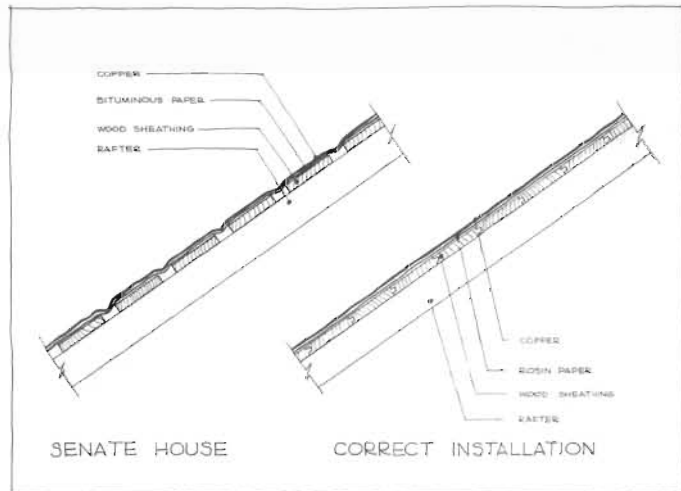 COPPER
BITUMINOUS PAPER
WOOD SHEATHING
RAFTER
COPPER
ROSIN PAPER
WOOD SHEATHING
RAFTER
SENATE HOUSE
CORRECT INSTALLATION